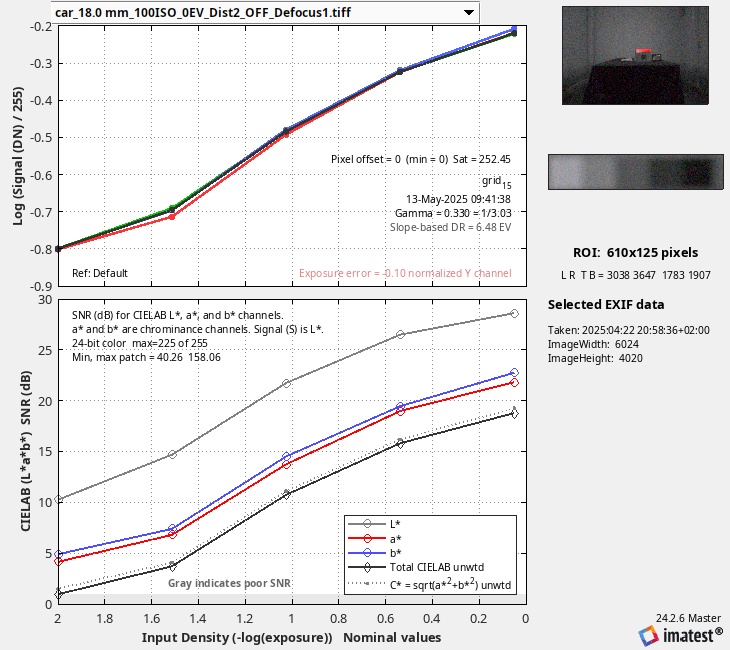 car_18.0 mm_100ISO_0EV_Dist2_OFF_Defocus1.tiff
-0.2
-0.3
-0.4
-0.5
-0.6
-0.7
-0.8
-0.9
Log (Signal (DN) / 255)
Pixel offset = 0 (min = 0) Sat = 252.45
grid15
13-May-2025 09:41:38
Gamma = 0.330 = 1/3.03
Slope-based DR = 6.48 EV
Ref: Default
Exposure error = -0.10 normalized Y channel
30
25
20
15
10
5
0
CIELAB (L*a*b*) SNR (dB)
SNR (dB) for CIELAB L*, a*, and b* channels.
a* and b* are chrominance channels. Signal (S) is L*.
24-bit color max=225 of 255
Min, max patch = 40.26 158.06
L*
a*
b*
Total CIELAB unwtd
C* = sqrt(a*2+b*2) unwtd
Gray indicates poor SNR
2 1.8 1.6 1.4 1.2 1 0.8 0.6 0.4 0.2 0
Input Density (-log(exposure)) Nominal values
ROI: 610x125 pixels
L R T B = 3038 3647 1783 1907
Selected EXIF data
Taken: 2025:04:22 20:58:36+02:00
ImageWidth: 6024
ImageHeight: 4020
24.2.6 Master
imatest®